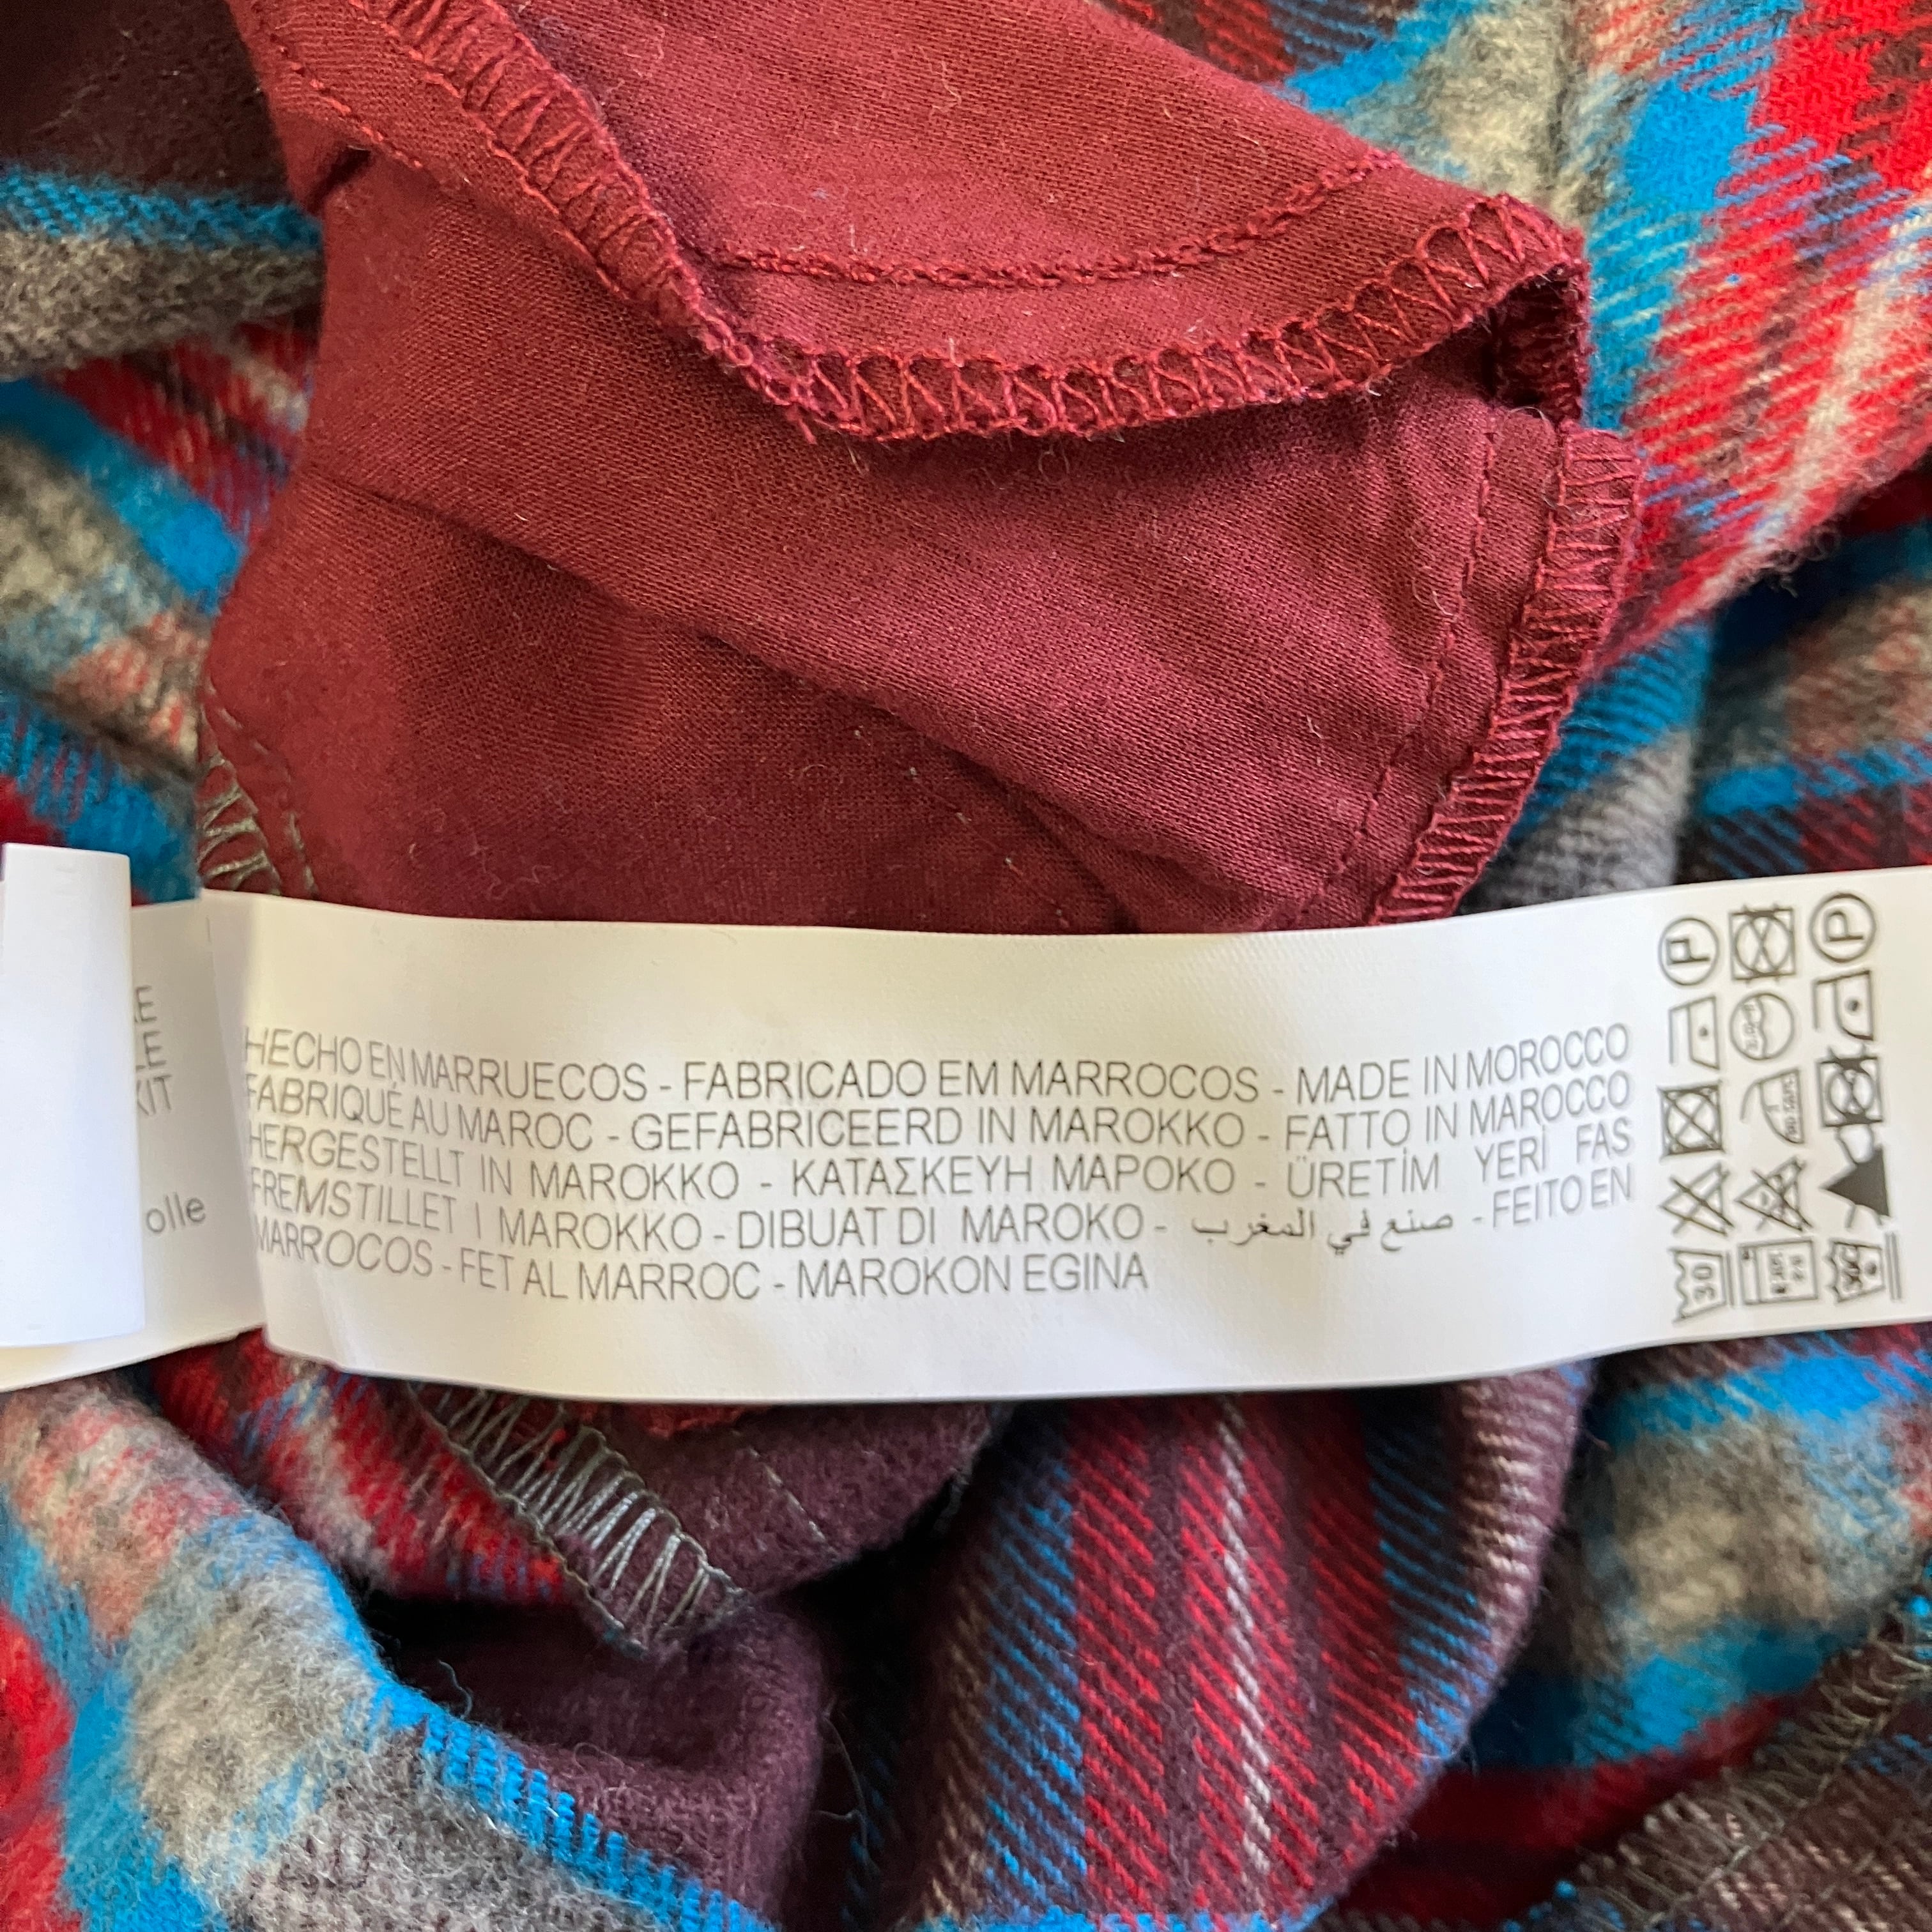 HECHO EN MARRUECOS - FABRICADO EM MARROCOS - MADE IN MOROCCO
FABRIQUÉ AU MAROC - GEFABRICEERD IN MAROKKO - FATTO IN MAROCCO
HERGESTELLT IN MAROKKO - ΚΑΤΑΣΚΕΥΗ ΜΑΡΟΚΟ - ÜRETİM YERİ FAS
FREMSTILLET I MAROKKO - DIBUAT DI MAROKO - صنع في المغرب - FEITO EN
MARROCOS - FET AL MARROC - MAROKON EGINA
olle
P
P
30